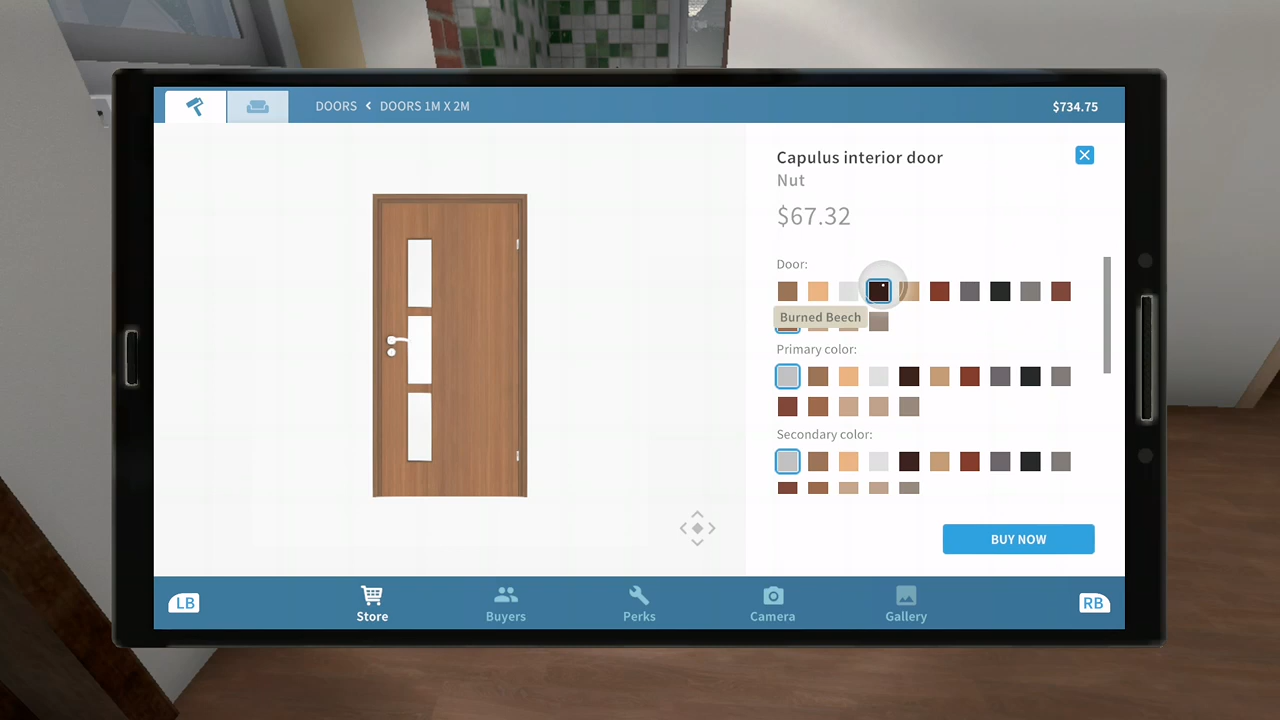 DOORS < DOORS 1M X 2M
$734.75
Capulus interior door
Nut
$67.32
Door:
Burned Beech
Primary color:
Secondary color:
BUY NOW
LB
Store
Buyers
Perks
Camera
Gallery
RB